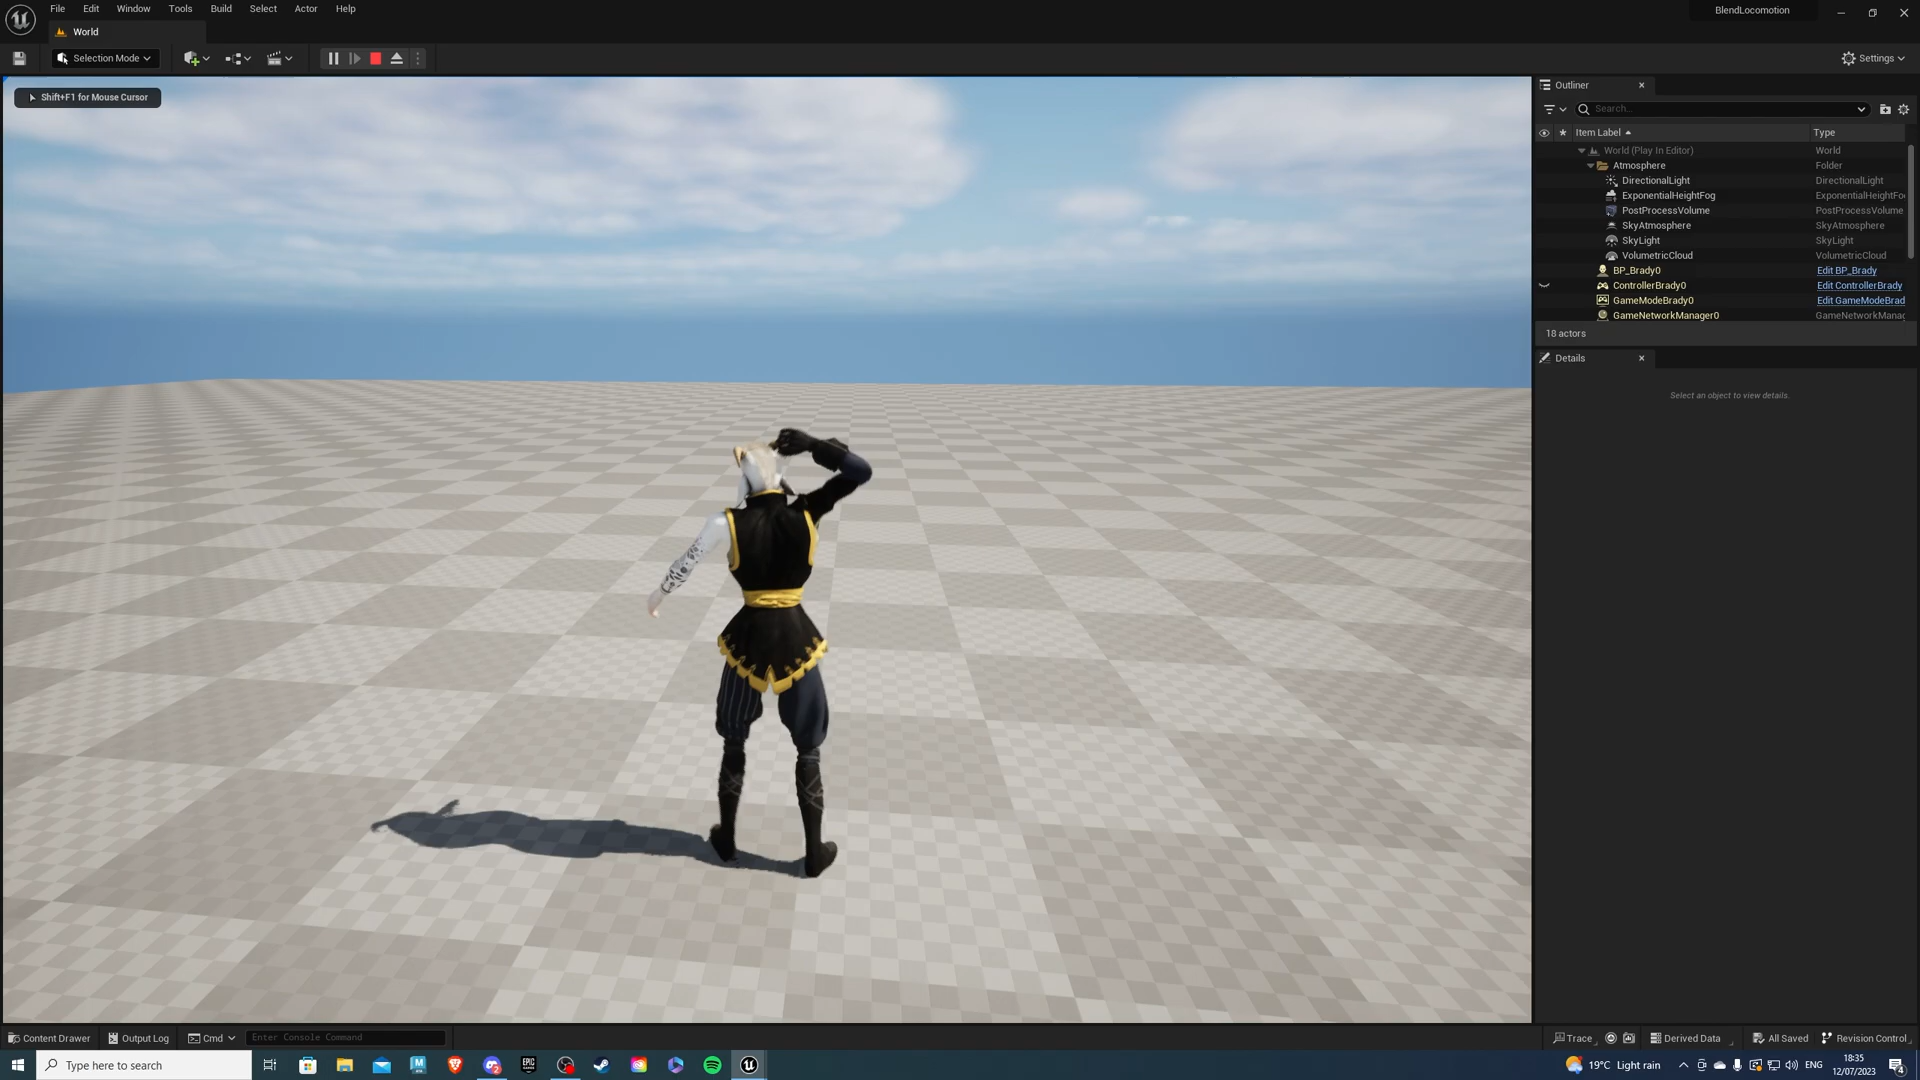 File Edit Window Tools Build Select Actor Help
BlendLocomotion
World
Selection Mode
Settings
Shift+F1 for Mouse Cursor
Outliner
Search...
Item Label Type
World (Play In Editor) World
Atmosphere Folder
DirectionalLight DirectionalLight
ExponentialHeightFog ExponentialHeightFo
PostProcessVolume PostProcessVolume
SkyAtmosphere SkyAtmosphere
SkyLight SkyLight
VolumetricCloud VolumetricCloud
BP_Brady0 Edit BP_Brady
ControllerBrady0 Edit ControllerBrady
GameModeBrady0 Edit GameModeBrad
GameNetworkManager0 GameNetworkManag
18 actors
Details
Select an object to view details.
Content Drawer Output Log Cmd Enter Console Command
Trace Derived Data All Saved Revision Control
Type here to search
19°C Light rain
ENG
18:35
12/07/2023
4